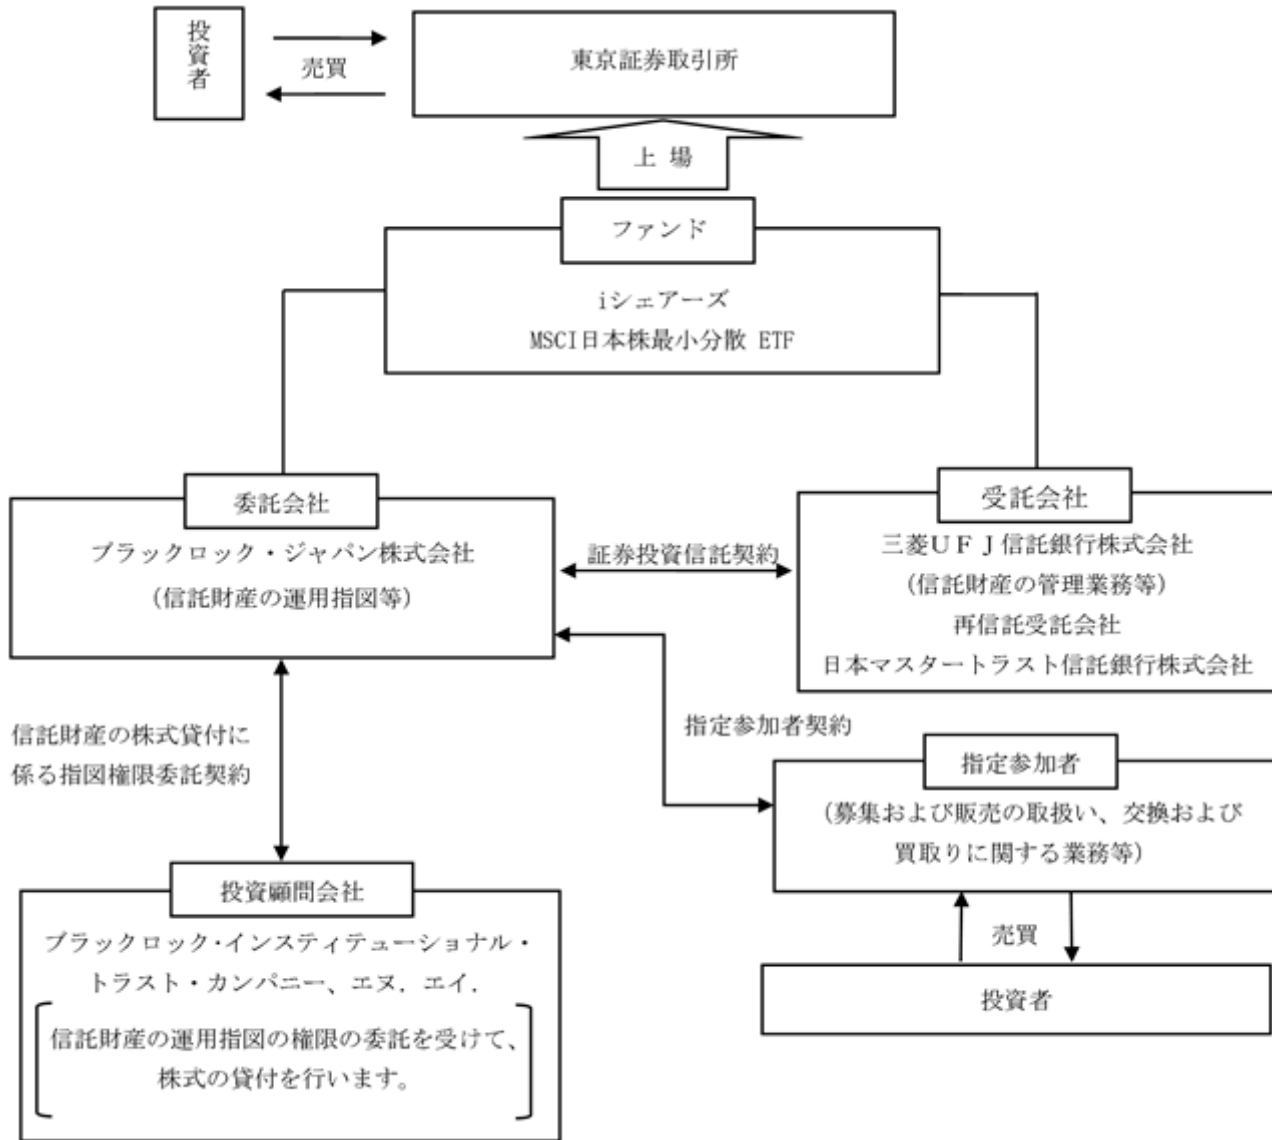 投資者
売買
東京証券取引所
上 場
ファンド
iシェアーズ
MSCI日本株最小分散 ETF
委託会社
ブラックロック・ジャパン株式会社
(信託財産の運用指図等)
証券投資信託契約
受託会社
三菱ＵＦＪ信託銀行株式会社
(信託財産の管理業務等)
再信託受託会社
日本マスタートラスト信託銀行株式会社
信託財産の株式貸付に
係る指図権限委託契約
指定参加者契約
指定参加者
(募集および販売の取扱い、交換および
買取りに関する業務等)
投資顧問会社
ブラックロック・インスティテューショナル・
トラスト・カンパニー、エヌ．エイ．
信託財産の運用指図の権限の委託を受けて、
株式の貸付を行います。
売買
投資者